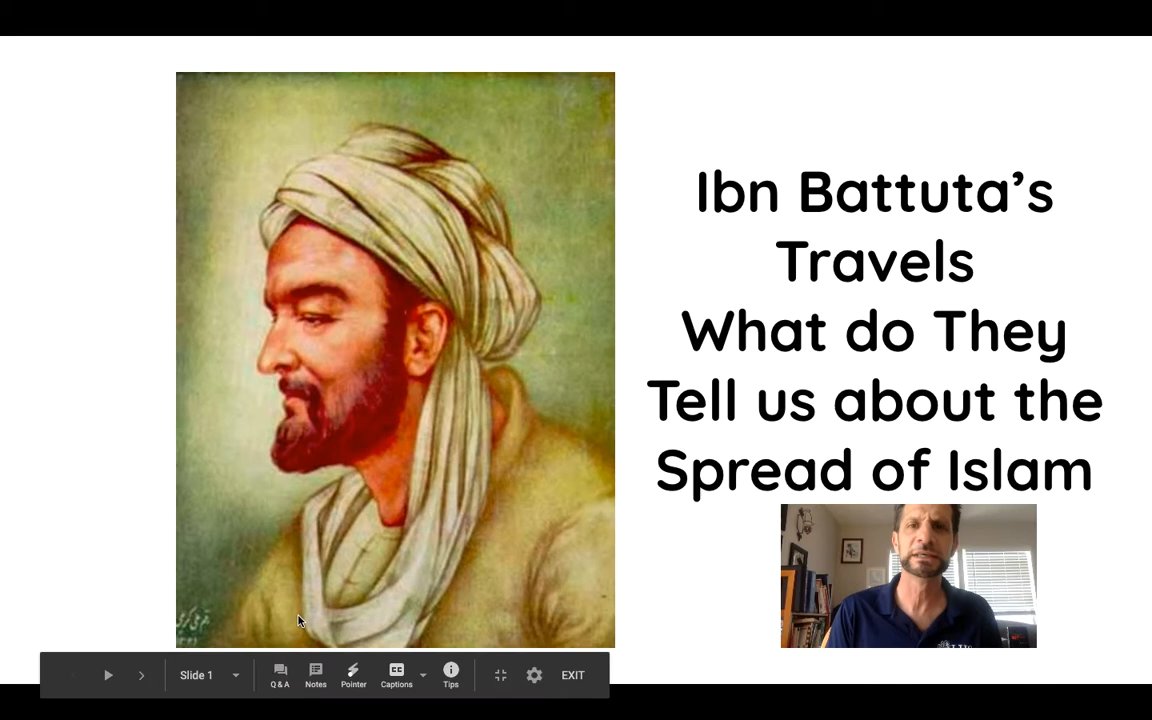 Ibn Battuta’s
Travels
What do They
Tell us about the
Spread of Islam
Slide 1
Q & A
Notes
Pointer
Captions
Tips
EXIT